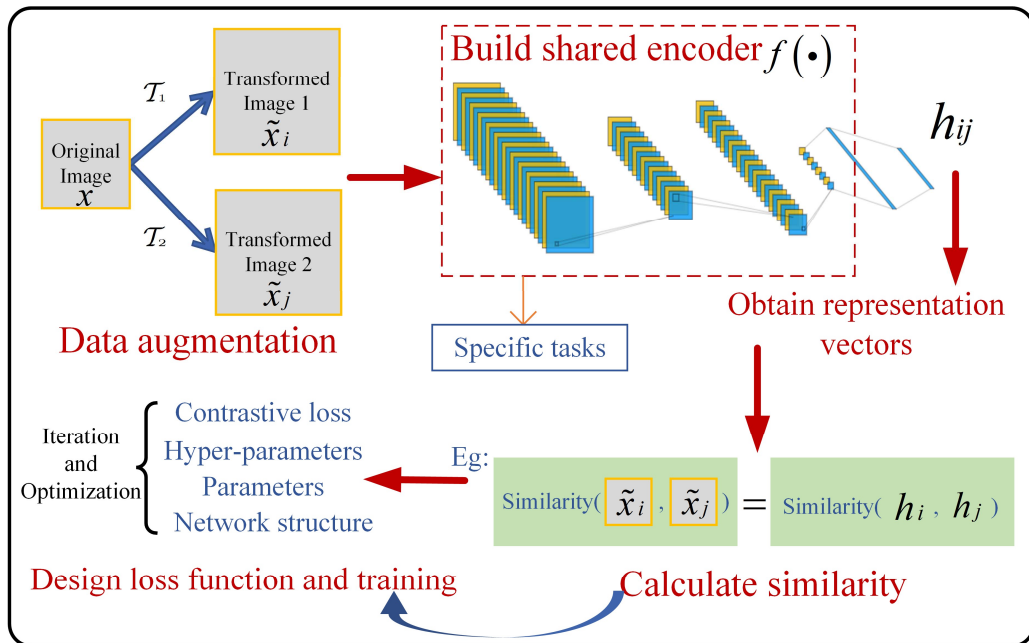 𝒯₁
Transformed
Image 1
x̃ᵢ
Original
Image
x
𝒯₂
Transformed
Image 2
x̃ⱼ
Data augmentation
Build shared encoder f(•)
Specific tasks
hᵢⱼ
Obtain representation
vectors
Iteration
and
Optimization
Contrastive loss
Hyper-parameters
Parameters
Network structure
Eg:
Similarity( x̃ᵢ , x̃ⱼ ) = Similarity( hᵢ , hⱼ )
Design loss function and training
Calculate similarity